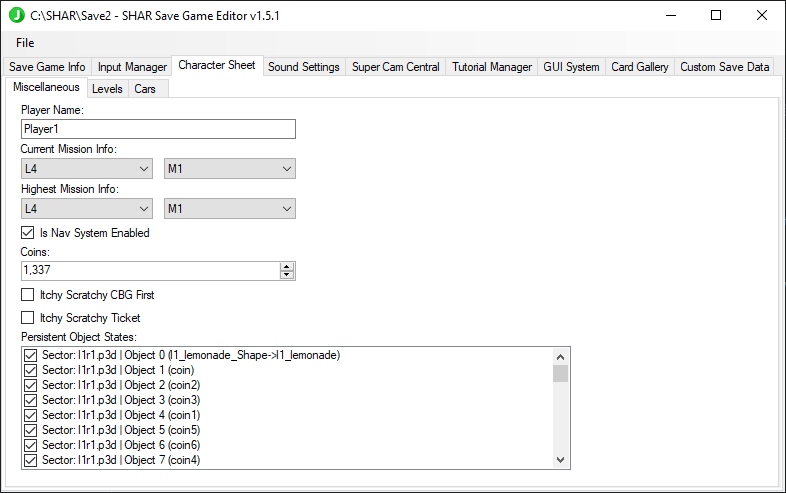 C:\SHAR\Save2 - SHAR Save Game Editor v1.5.1
File
Save Game Info Input Manager Character Sheet Sound Settings Super Cam Central Tutorial Manager GUI System Card Gallery Custom Save Data
Miscellaneous Levels Cars
Player Name:
Player1
Current Mission Info:
L4 M1
Highest Mission Info:
L4 M1
Is Nav System Enabled
Coins:
1,337
Itchy Scratchy CBG First
Itchy Scratchy Ticket
Persistent Object States:
Sector: l1r1.p3d | Object 0 (l1_lemonade_Shape->l1_lemonade)
Sector: l1r1.p3d | Object 1 (coin)
Sector: l1r1.p3d | Object 2 (coin2)
Sector: l1r1.p3d | Object 3 (coin3)
Sector: l1r1.p3d | Object 4 (coin1)
Sector: l1r1.p3d | Object 5 (coin5)
Sector: l1r1.p3d | Object 6 (coin6)
Sector: l1r1.p3d | Object 7 (coin4)